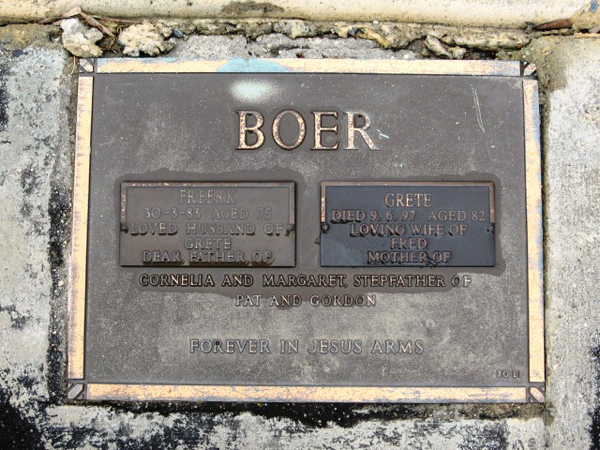 BOER
FREERK
30-3-83 AGED 75
LOVED HUSBAND OF
GRETE
DEAR FATHER OF
GRETE
DIED 9. 6. 97 AGED 82
LOVING WIFE OF
FRED
MOTHER OF
CORNELIA AND MARGARET, STEPFATHER OF
PAT AND GORDON
FOREVER IN JESUS ARMS